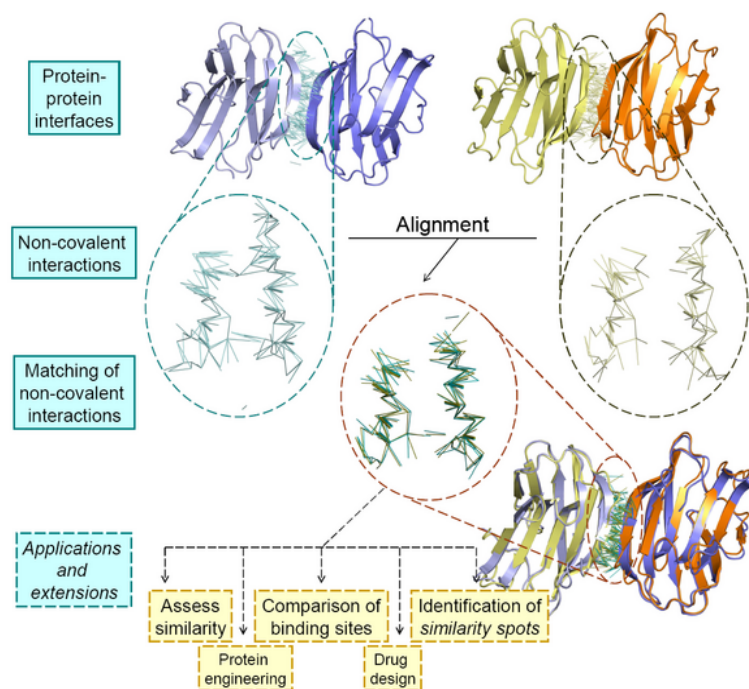 Protein-
protein
interfaces
Non-covalent
interactions
Alignment
Matching of
non-covalent
interactions
Applications
and
extensions
Assess
similarity
Comparison of
binding sites
Identification of
similarity spots
Protein
engineering
Drug
design